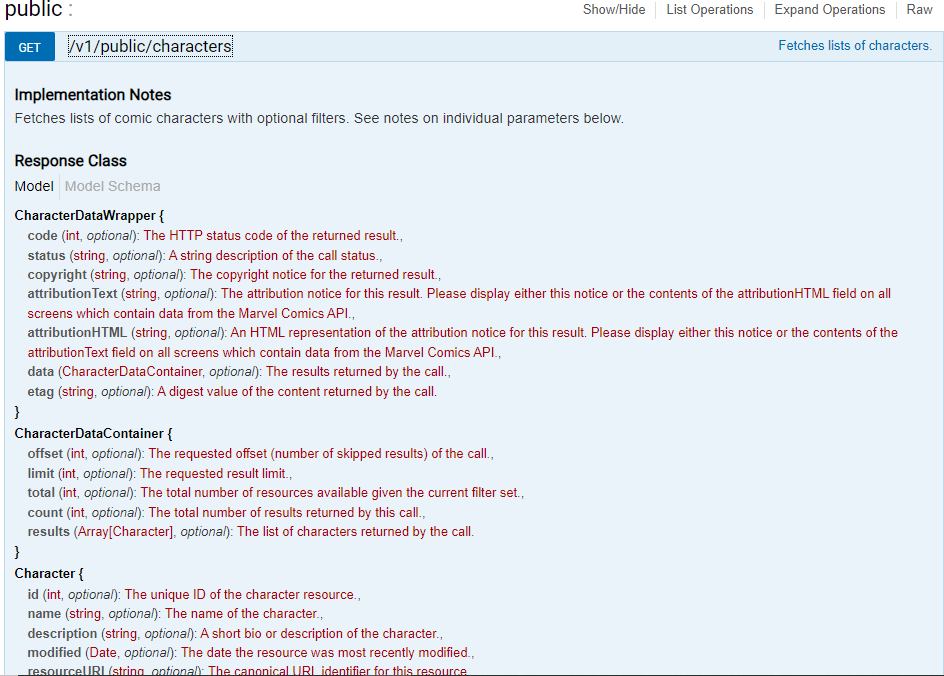 public :
Show/Hide List Operations Expand Operations Raw
GET /v1/public/characters Fetches lists of characters.
Implementation Notes
Fetches lists of comic characters with optional filters. See notes on individual parameters below.
Response Class
Model Model Schema
CharacterDataWrapper {
code (int, optional): The HTTP status code of the returned result.,
status (string, optional): A string description of the call status.,
copyright (string, optional): The copyright notice for the returned result.,
attributionText (string, optional): The attribution notice for this result. Please display either this notice or the contents of the attributionHTML field on all
screens which contain data from the Marvel Comics API.,
attributionHTML (string, optional): An HTML representation of the attribution notice for this result. Please display either this notice or the contents of the
attributionText field on all screens which contain data from the Marvel Comics API.,
data (CharacterDataContainer, optional): The results returned by the call.,
etag (string, optional): A digest value of the content returned by the call.
}
CharacterDataContainer {
offset (int, optional): The requested offset (number of skipped results) of the call.,
limit (int, optional): The requested result limit.,
total (int, optional): The total number of resources available given the current filter set.,
count (int, optional): The total number of results returned by this call.,
results (Array[Character], optional): The list of characters returned by the call.
}
Character {
id (int, optional): The unique ID of the character resource.,
name (string, optional): The name of the character.,
description (string, optional): A short bio or description of the character.,
modified (Date, optional): The date the resource was most recently modified.,
resourceURI (string, optional): The canonical URL identifier for this resource